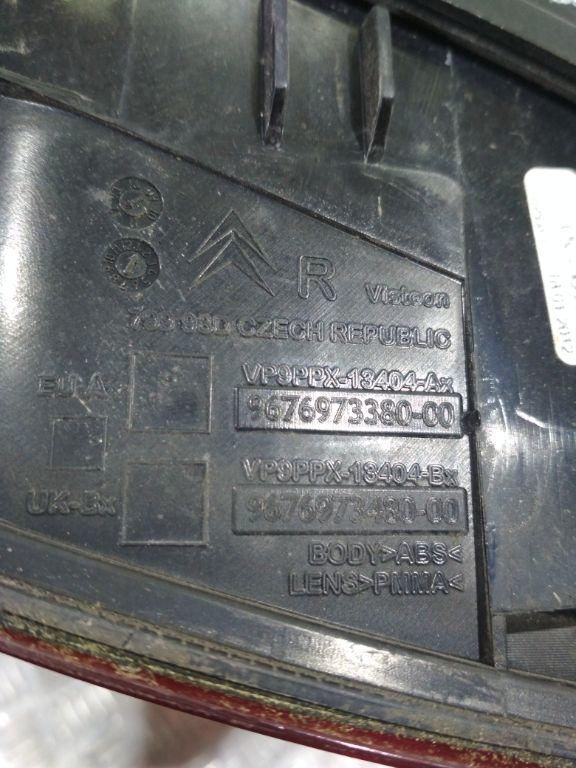 R
Visteon
CZECH REPUBLIC
VP9PPX-13404-Ax
EU-A
9676973380-00
VP9PPX-13404-Bx
UK-Bx
9676973480-00
BODY>ABS<
LENS>PMMA<